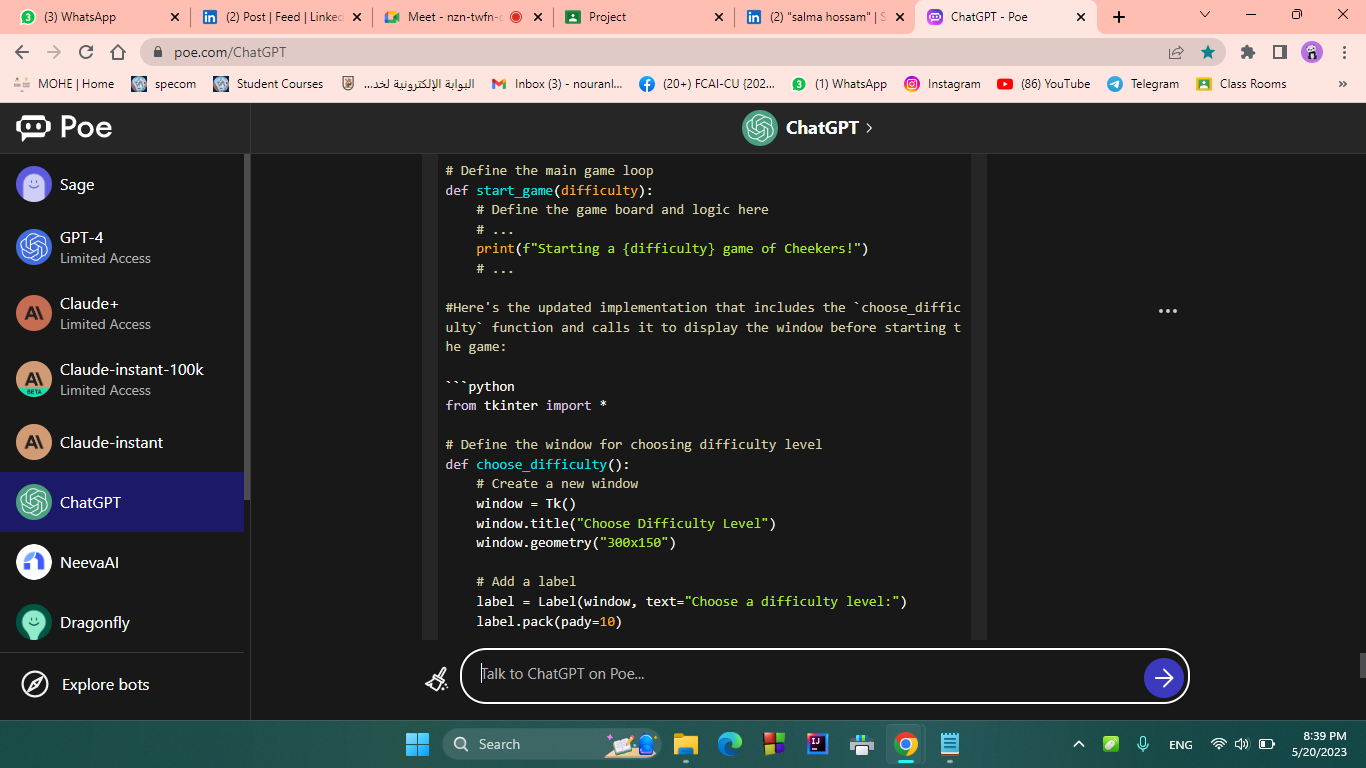 (3) WhatsApp
(2) Post | Feed | Linked
Meet - nzn-twfn-
Project
(2) "salma hossam" | S
ChatGPT - Poe
poe.com/ChatGPT
MOHE | Home
specom
Student Courses
البوابة الإلكترونية لخد...
Inbox (3) - nouranl...
(20+) FCAI-CU {202...
(1) WhatsApp
Instagram
(86) YouTube
Telegram
Class Rooms
Poe
ChatGPT
Sage
GPT-4
Limited Access
Claude+
Limited Access
Claude-instant-100k
Limited Access
BETA
Claude-instant
ChatGPT
NeevaAI
Dragonfly
Explore bots
# Define the main game loop
def start_game(difficulty):
# Define the game board and logic here
# ...
print(f"Starting a {difficulty} game of Cheekers!")
# ...
#Here's the updated implementation that includes the `choose_diffic
ulty` function and calls it to display the window before starting t
he game:
```python
from tkinter import *
# Define the window for choosing difficulty level
def choose_difficulty():
# Create a new window
window = Tk()
window.title("Choose Difficulty Level")
window.geometry("300x150")
# Add a label
label = Label(window, text="Choose a difficulty level:")
label.pack(pady=10)
Talk to ChatGPT on Poe...
Search
ENG
8:39 PM
5/20/2023